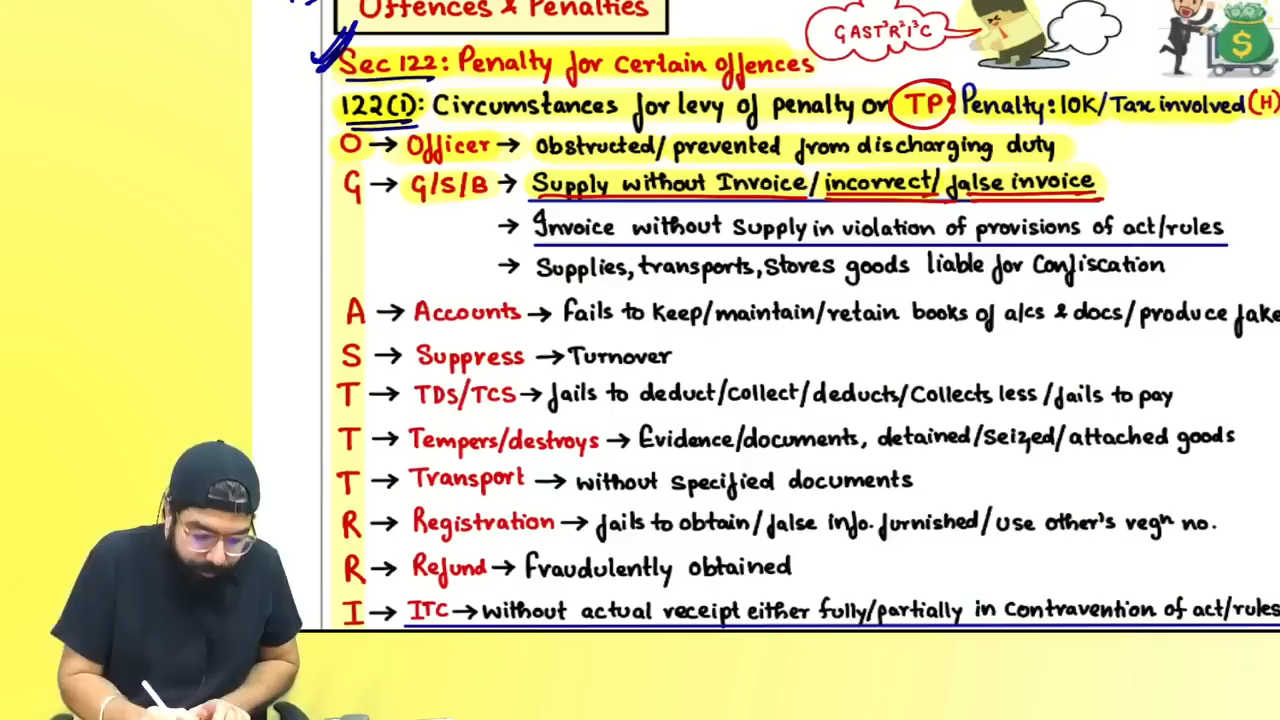 Offences & Penalties
GAST³R²I³C
Sec 122: Penalty for certain offences
122(1): Circumstances for levy of penalty on TP: Penalty: 10K/Tax involved (H)
O → Officer → Obstructed/prevented from discharging duty
G → G/S/B → Supply without Invoice/incorrect/false invoice
→ Invoice without supply in violation of provisions of act/rules
→ Supplies, transports, stores goods liable for Confiscation
A → Accounts → Fails to keep/maintain/retain books of a/cs & docs/produce fake
S → Suppress → Turnover
T → TDS/TCS → fails to deduct/collect/deducts/Collects less/fails to pay
T → Tempers/destroys → Evidence/documents, detained/seized/attached goods
T → Transport → without specified documents
R → Registration → fails to obtain/false info. furnished/use other's regⁿ no.
R → Refund → Fraudulently obtained
I → ITC → without actual receipt either fully/partially in contravention of act/rules